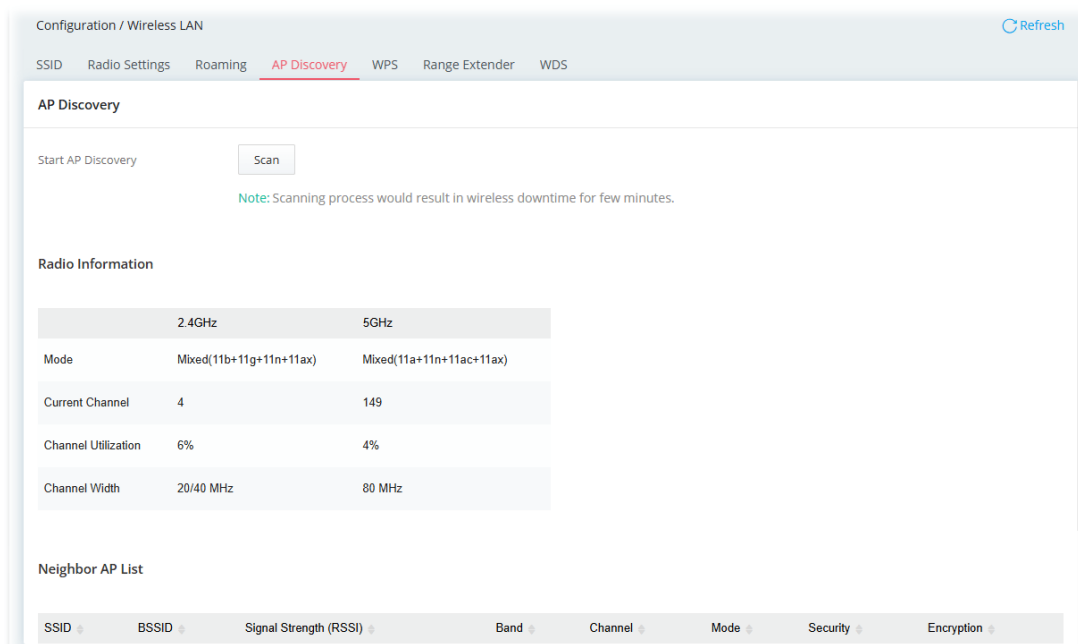 Configuration / Wireless LAN Refresh
SSID Radio Settings Roaming AP Discovery WPS Range Extender WDS
AP Discovery
Start AP Discovery Scan
Note: Scanning process would result in wireless downtime for few minutes.
Radio Information
2.4GHz 5GHz
Mode Mixed(11b+11g+11n+11ax) Mixed(11a+11n+11ac+11ax)
Current Channel 4 149
Channel Utilization 6% 4%
Channel Width 20/40 MHz 80 MHz
Neighbor AP List
SSID BSSID Signal Strength (RSSI) Band Channel Mode Security Encryption